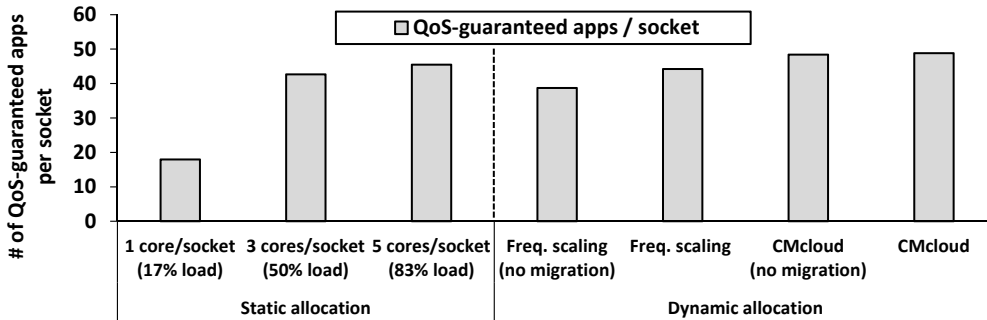 # of QoS-guaranteed apps
per socket
60
50
40
30
20
10
0
QoS-guaranteed apps / socket
1 core/socket
(17% load)
3 cores/socket
(50% load)
5 cores/socket
(83% load)
Freq. scaling
(no migration)
Freq. scaling
CMcloud
(no migration)
CMcloud
Static allocation
Dynamic allocation